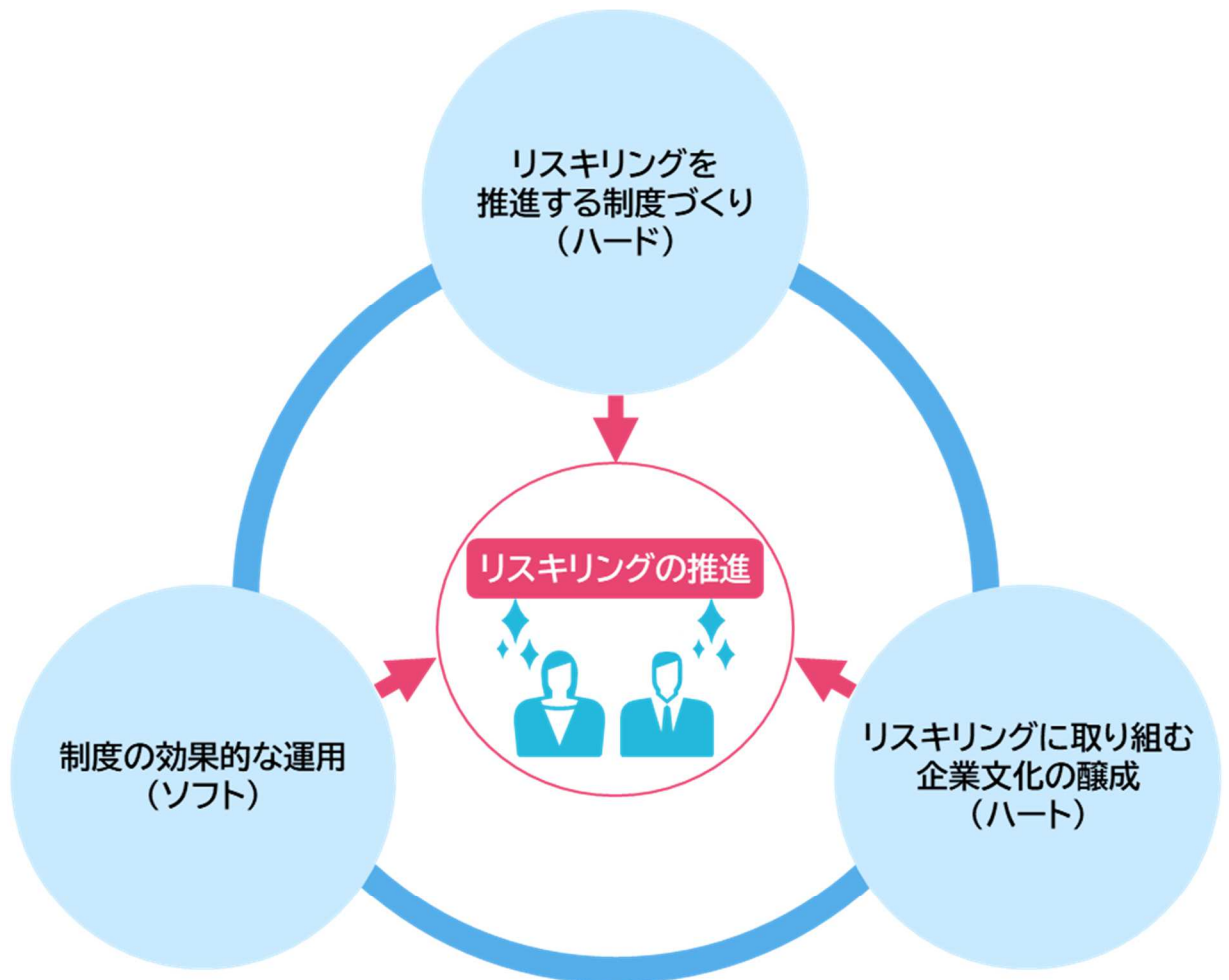 リスキリングを
推進する制度づくり
（ハード）
リスキリングの推進
制度の効果的な運用
（ソフト）
リスキリングに取り組む
企業文化の醸成
（ハート）